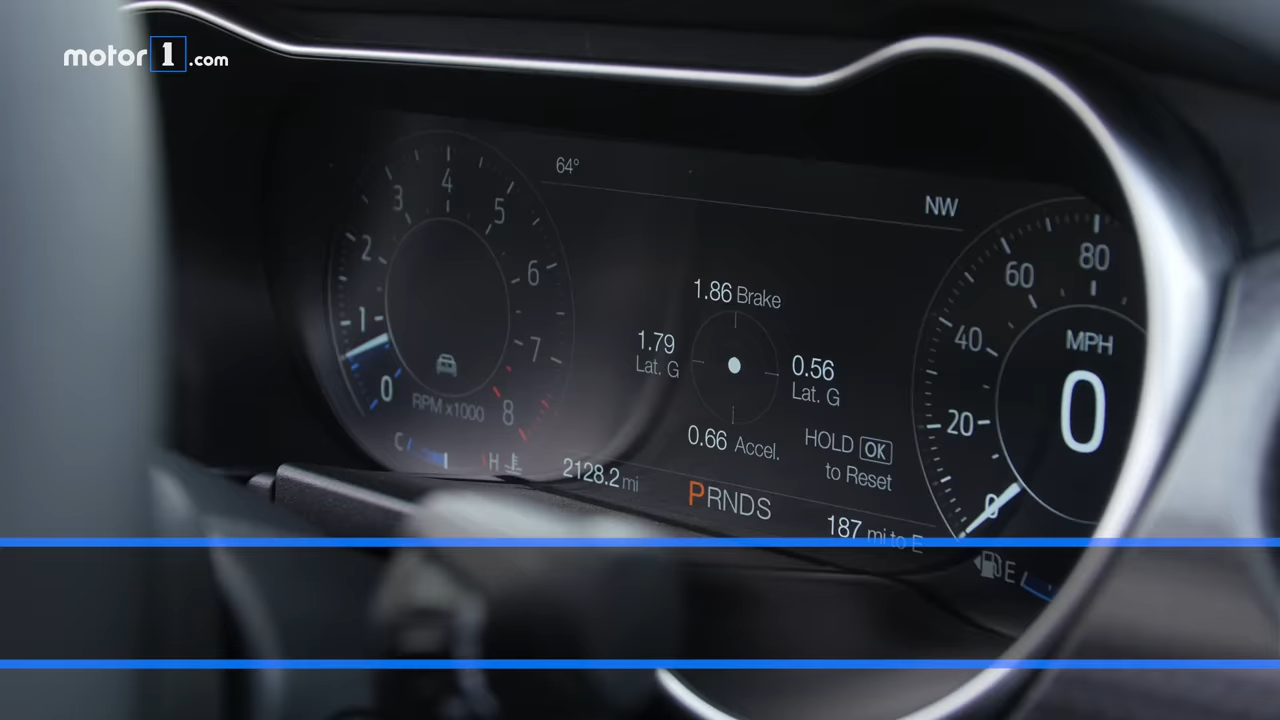 motor1.com
64°
NW
0 1 2 3 4 5 6 7 8
RPM x1000
C H
1.86 Brake
1.79
Lat. G
0.56
Lat. G
0.66 Accel.
HOLD OK
to Reset
2128.2 mi
PRNDS
187 mi to E
0 20 40 60 80
MPH
0
E